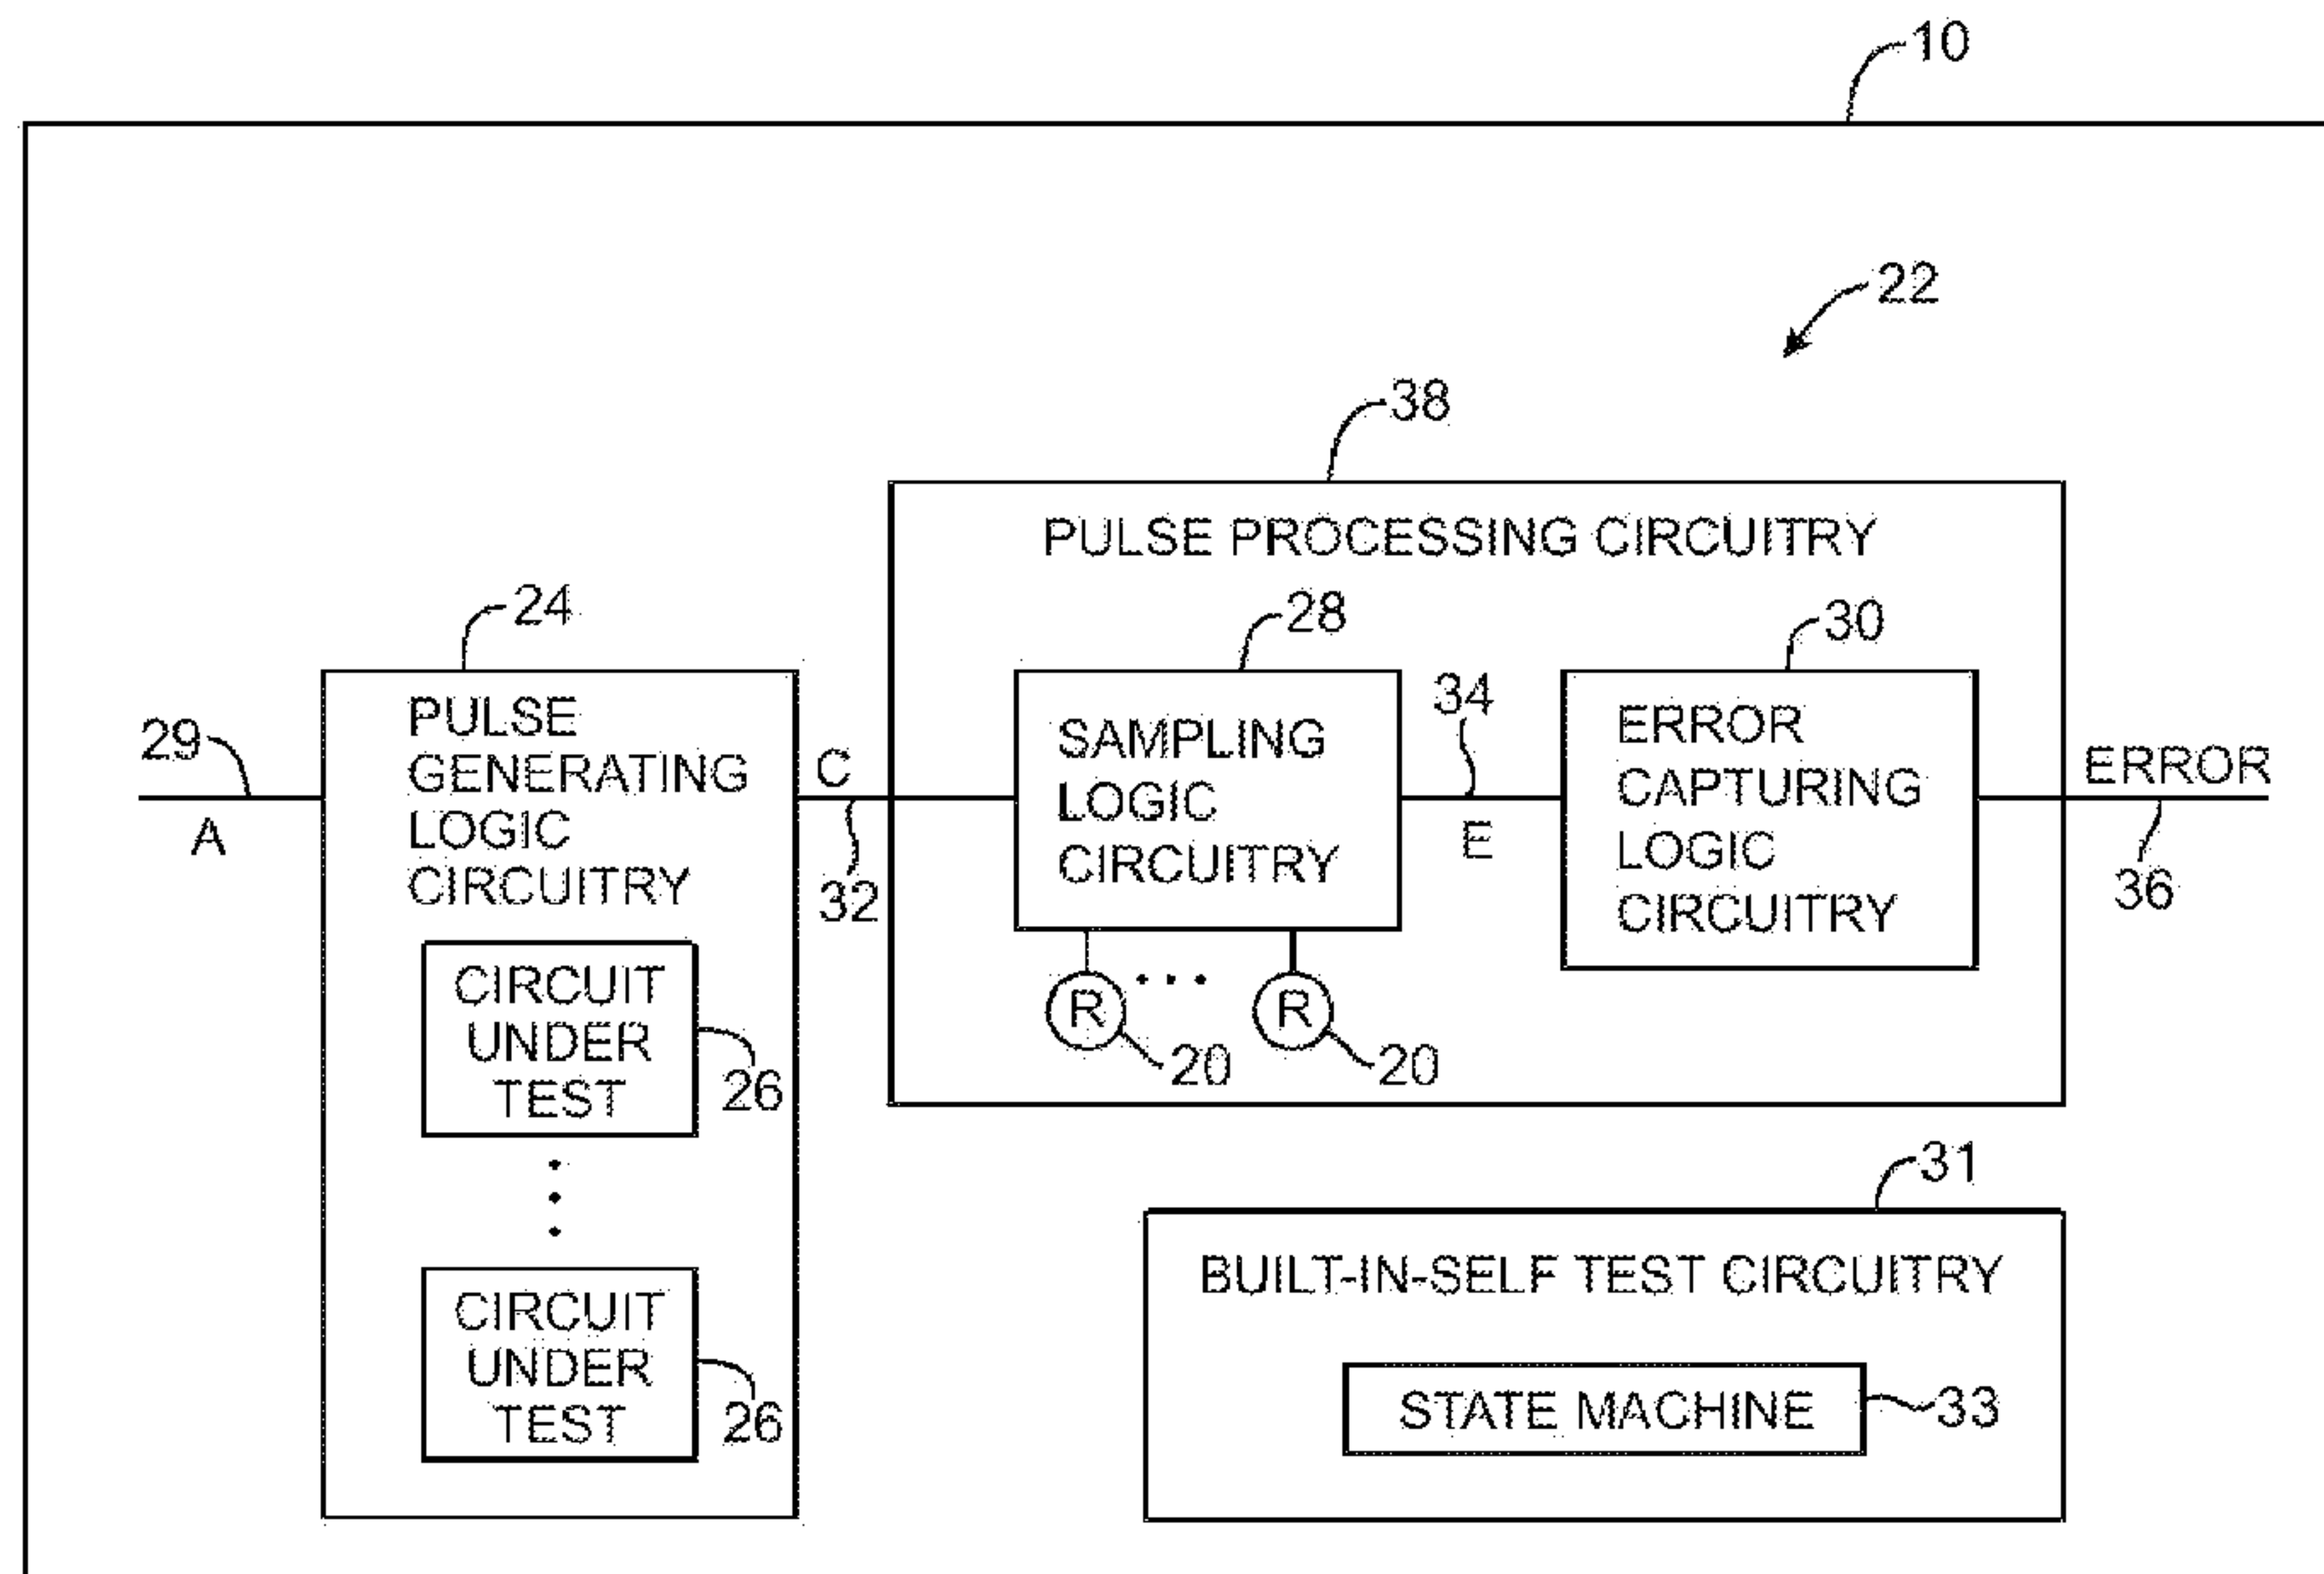 10
22
38
PULSE PROCESSING CIRCUITRY
24
28
30
PULSE
GENERATING
LOGIC
CIRCUITRY
29
A
C
32
SAMPLING
LOGIC
CIRCUITRY
34
E
ERROR
CAPTURING
LOGIC
CIRCUITRY
ERROR
36
R
...
R
20
20
CIRCUIT
UNDER
TEST
26
CIRCUIT
UNDER
TEST
26
31
BUILT-IN-SELF TEST CIRCUITRY
STATE MACHINE
33